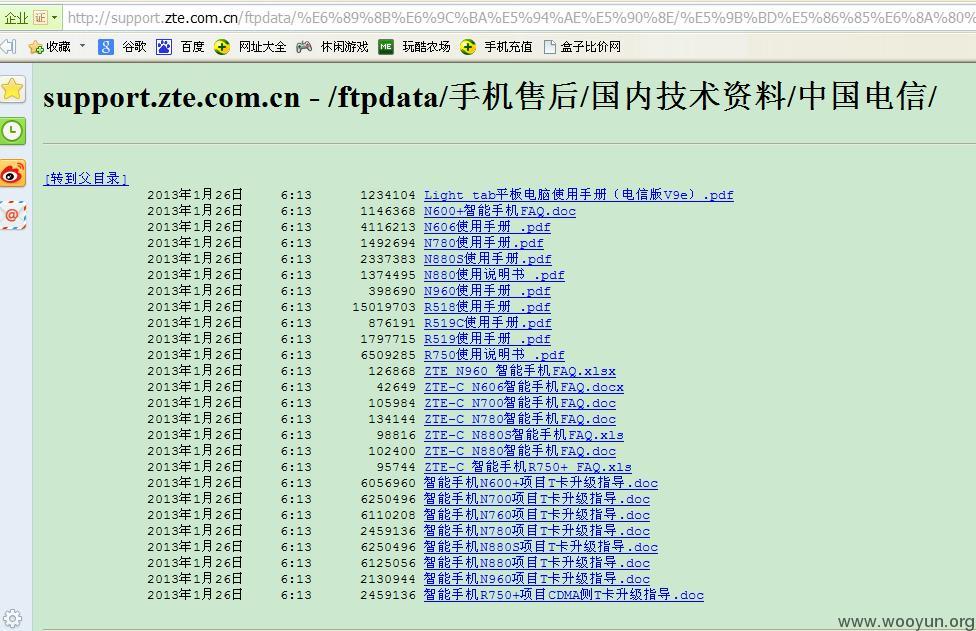 企业 证 http://support.zte.com.cn/ftpdata/%E6%89%8B%E6%9C%BA%E5%94%AE%E5%90%8E/%E5%9B%BD%E5%86%85%E6%8A%80%
收藏 谷歌 百度 网址大全 休闲游戏 ME 玩酷农场 手机充值 盒子比价网
support.zte.com.cn - /ftpdata/手机售后/国内技术资料/中国电信/
[转到父目录]
2013年1月26日 6:13 1234104 Light tab平板电脑使用手册（电信版V9e）.pdf
2013年1月26日 6:13 1146368 N600+智能手机FAQ.doc
2013年1月26日 6:13 4116213 N606使用手册 .pdf
2013年1月26日 6:13 1492694 N780使用手册.pdf
2013年1月26日 6:13 2337383 N880S使用手册.pdf
2013年1月26日 6:13 1374495 N880使用说明书 .pdf
2013年1月26日 6:13 398690 N960使用手册 .pdf
2013年1月26日 6:13 15019703 R518使用手册 .pdf
2013年1月26日 6:13 876191 R519C使用手册.pdf
2013年1月26日 6:13 1797715 R519使用手册 .pdf
2013年1月26日 6:13 6509285 R750使用说明书 .pdf
2013年1月26日 6:13 126868 ZTE N960 智能手机FAQ.xlsx
2013年1月26日 6:13 42649 ZTE-C N606智能手机FAQ.docx
2013年1月26日 6:13 105984 ZTE-C N700智能手机FAQ.doc
2013年1月26日 6:13 134144 ZTE-C N780智能手机FAQ.doc
2013年1月26日 6:13 98816 ZTE-C N880S智能手机FAQ.xls
2013年1月26日 6:13 102400 ZTE-C N880智能手机FAQ.doc
2013年1月26日 6:13 95744 ZTE-C 智能手机R750+ FAQ.xls
2013年1月26日 6:13 6056960 智能手机N600+项目T卡升级指导.doc
2013年1月26日 6:13 6250496 智能手机N700项目T卡升级指导.doc
2013年1月26日 6:13 6110208 智能手机N760项目T卡升级指导.doc
2013年1月26日 6:13 2459136 智能手机N780项目T卡升级指导.doc
2013年1月26日 6:13 6250496 智能手机N880S项目T卡升级指导.doc
2013年1月26日 6:13 6125056 智能手机N880项目T卡升级指导.doc
2013年1月26日 6:13 2130944 智能手机N960项目T卡升级指导.doc
2013年1月26日 6:13 2459136 智能手机R750+项目CDMA侧T卡升级指导.doc
www.wooyun.org